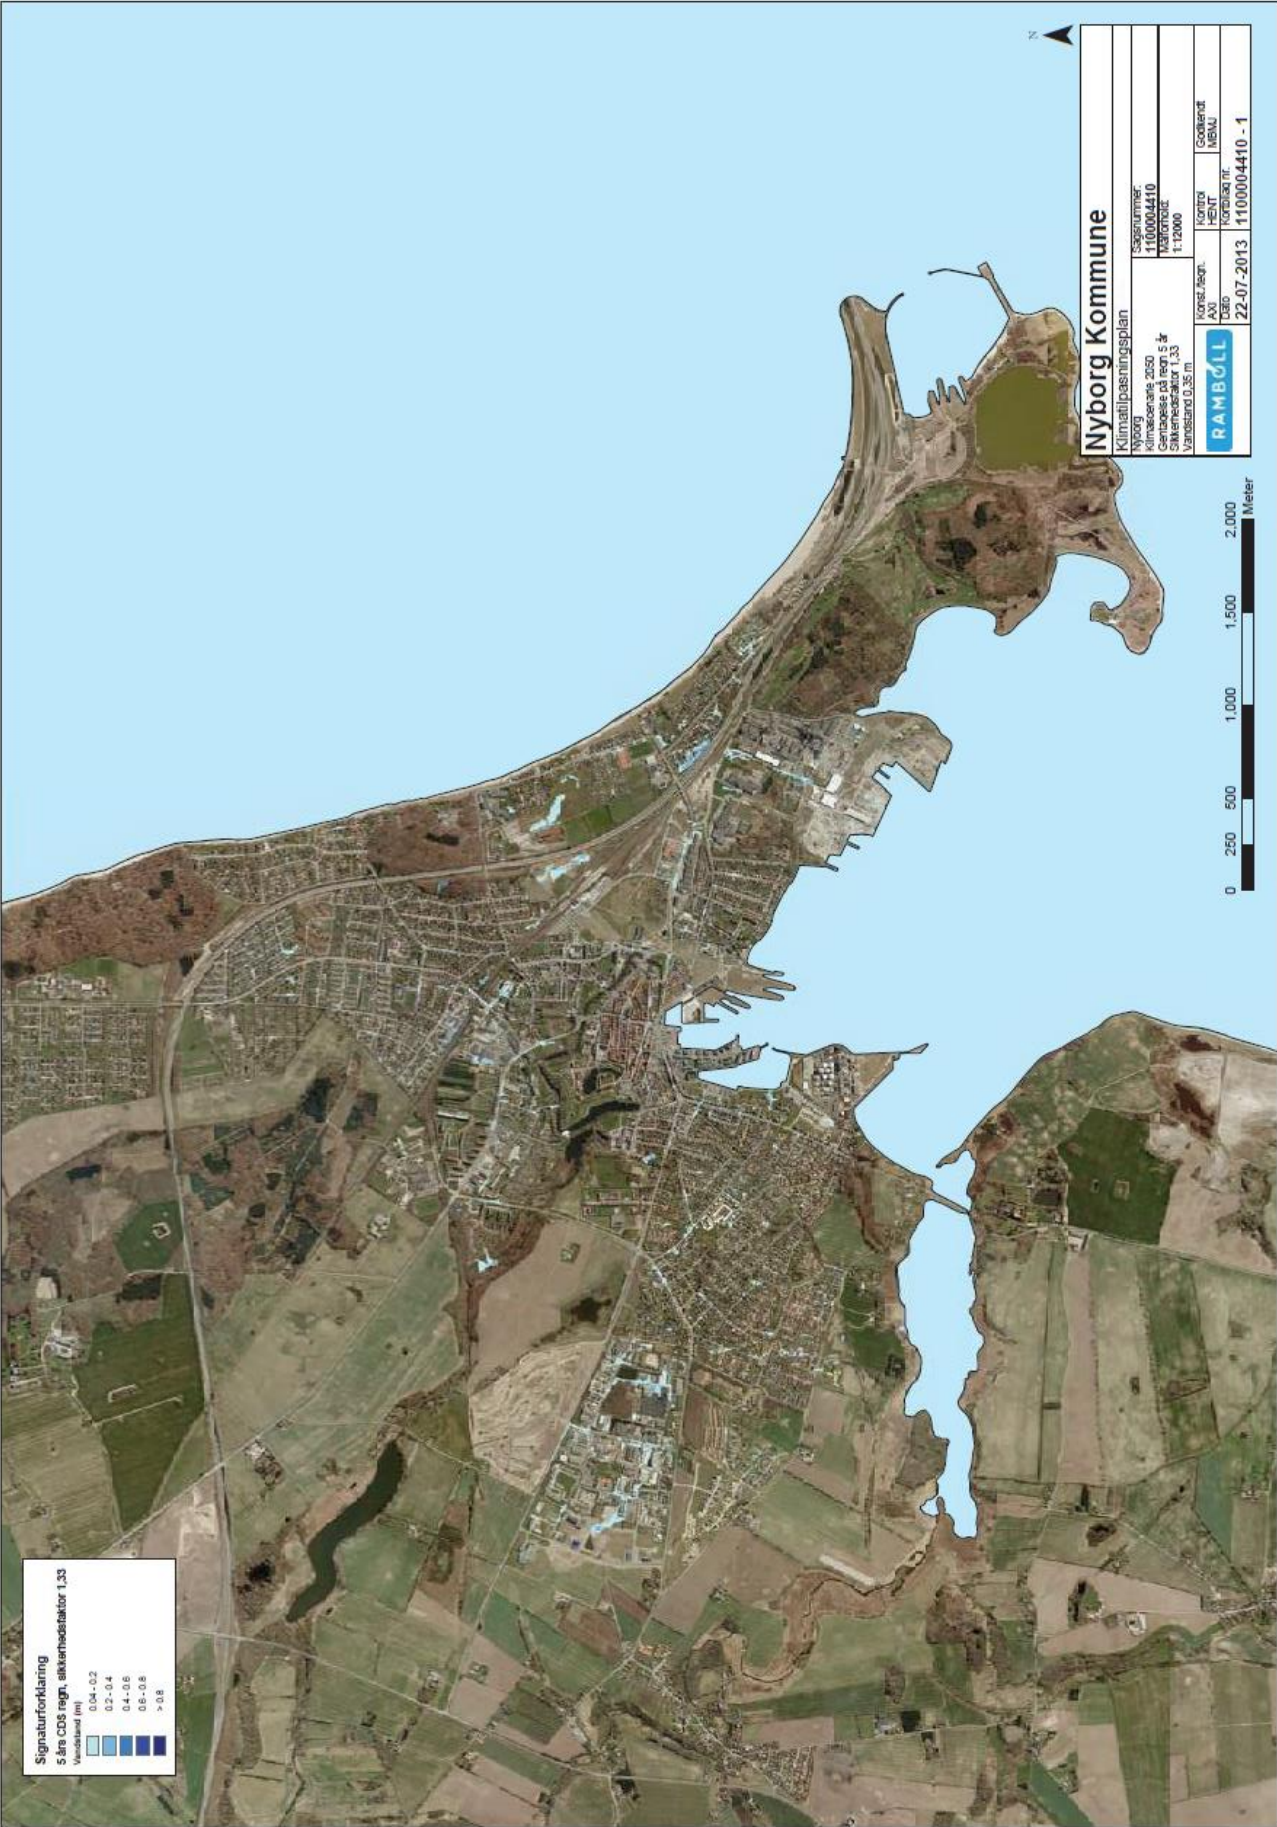 Signaturforklaring
5 års CDS regn, sikkerhedsfaktor 1,33
Vandstand (m)
0.04 - 0.2
0.2 - 0.4
0.4 - 0.6
0.6 - 0.8
> 0.8
N
Nyborg Kommune
Klimatilpasningsplan
Nyborg
Klimascenarie 2050
Gentagelse på regn 5 år
Sikkerhedsfaktor 1,33
Vandstand 0,35 m
Sagsnummer:
1100004410
Målforhold:
1:12000
RAMBOLL
Konst./tegn.
AXI
Kontrol
HENT
Godkendt
MBMJ
Dato
22-07-2013
Kortbilag nr.
1100004410 - 1
0 250 500 1.000 1.500 2.000
Meter